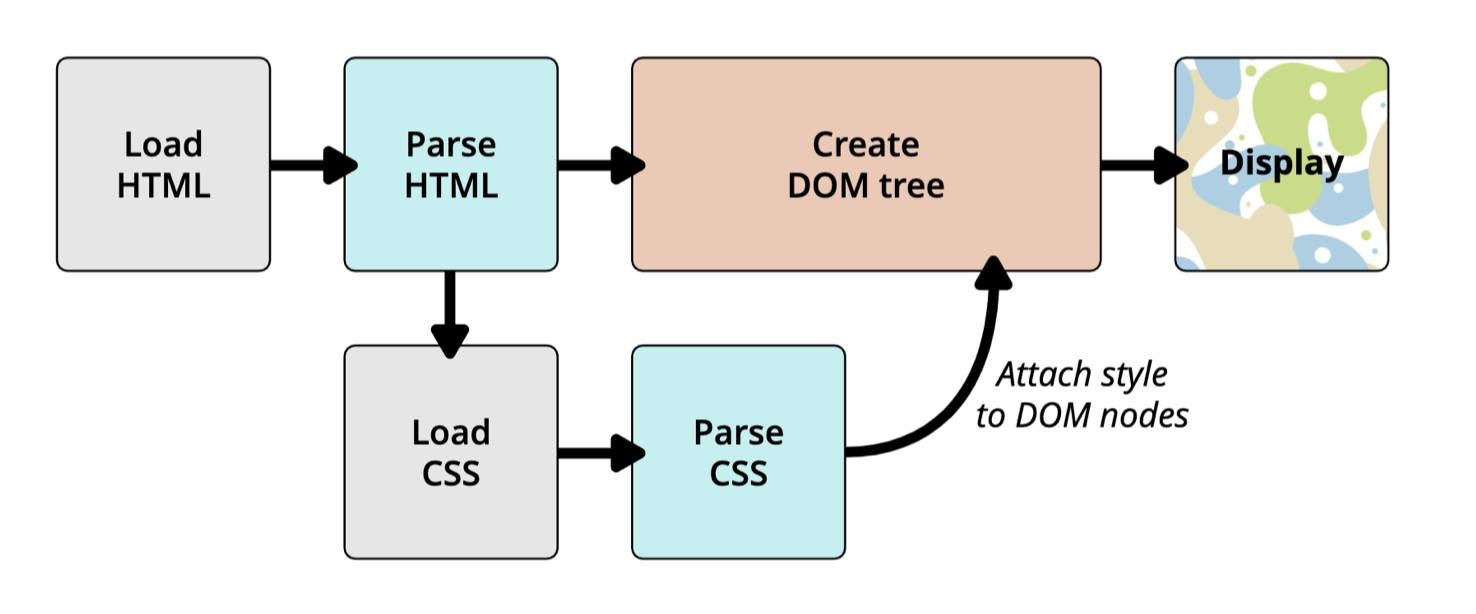 Load
HTML
Parse
HTML
Create
DOM tree
Display
Load
CSS
Parse
CSS
Attach style
to DOM nodes